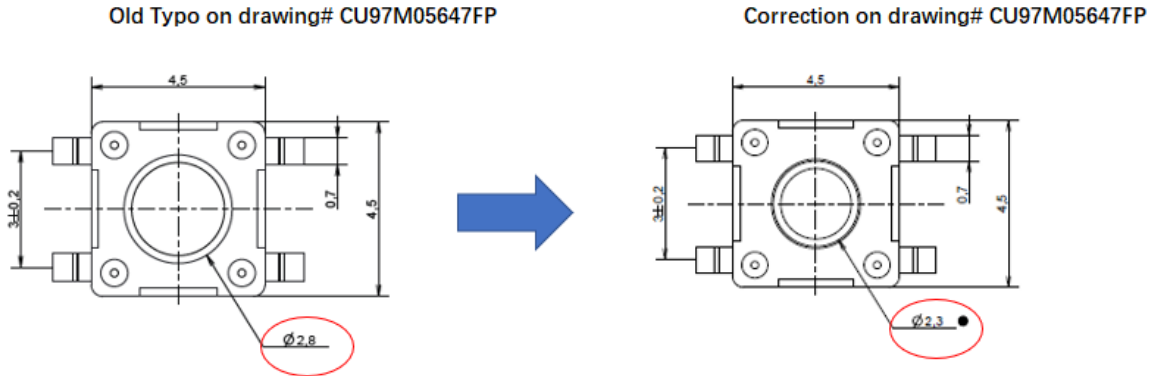 Old Typo on drawing# CU97M05647FP
Correction on drawing# CU97M05647FP
4,5
3±0,2
0,7
4,5
Ø2,8
4,5
3±0,2
0,7
4,5
Ø2,3